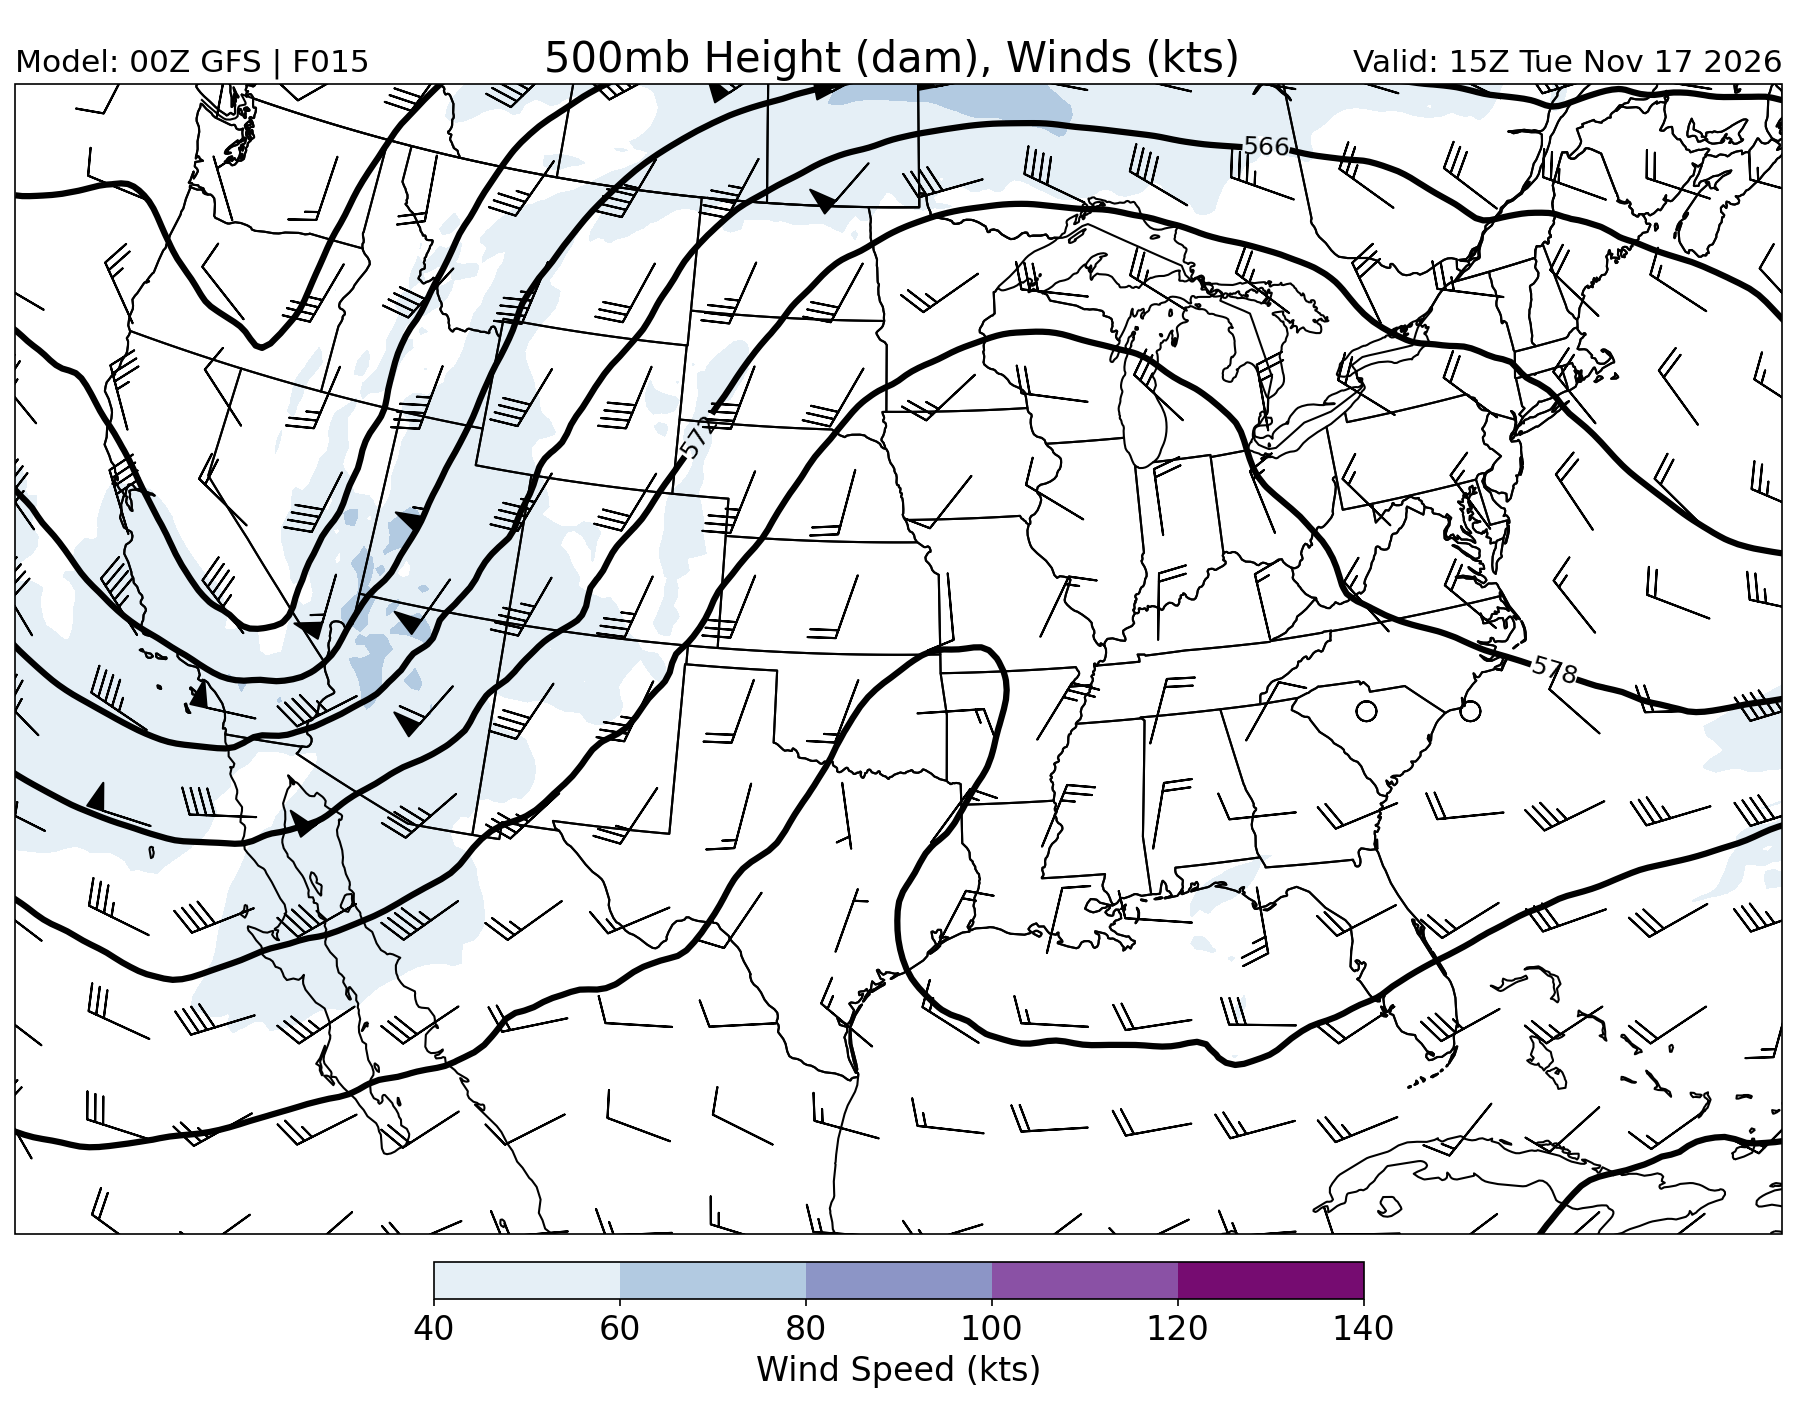 Model: 00Z GFS | F015
500mb Height (dam), Winds (kts)
Valid: 15Z Tue Nov 17 2026
566
572
578
40 60 80 100 120 140
Wind Speed (kts)